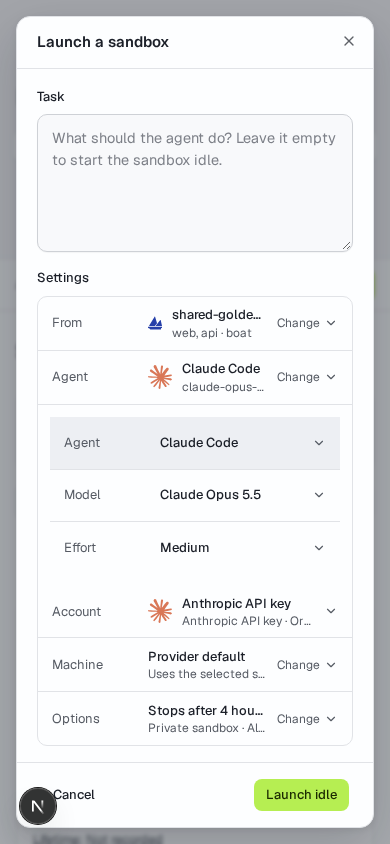 Launch a sandbox
Task
What should the agent do? Leave it empty
to start the sandbox idle.
Settings
From
shared-golde...
web, api · boat
Change
Agent
Claude Code
claude-opus-...
Change
Agent
Claude Code
Model
Claude Opus 5.5
Effort
Medium
Account
Anthropic API key
Anthropic API key · Or...
Machine
Provider default
Uses the selected s...
Change
Options
Stops after 4 hou...
Private sandbox · Al...
Change
N
Cancel
Launch idle
Lifetime Not recorded